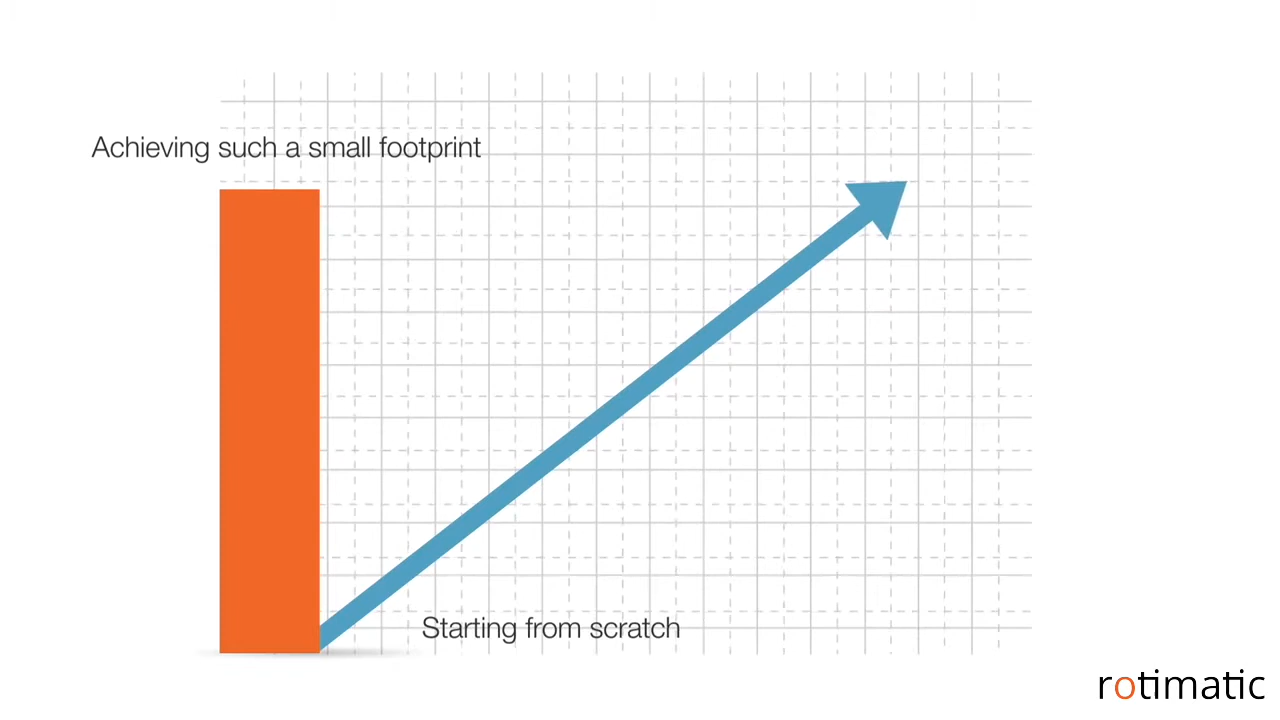 Achieving such a small footprint
Starting from scratch
rotimatic